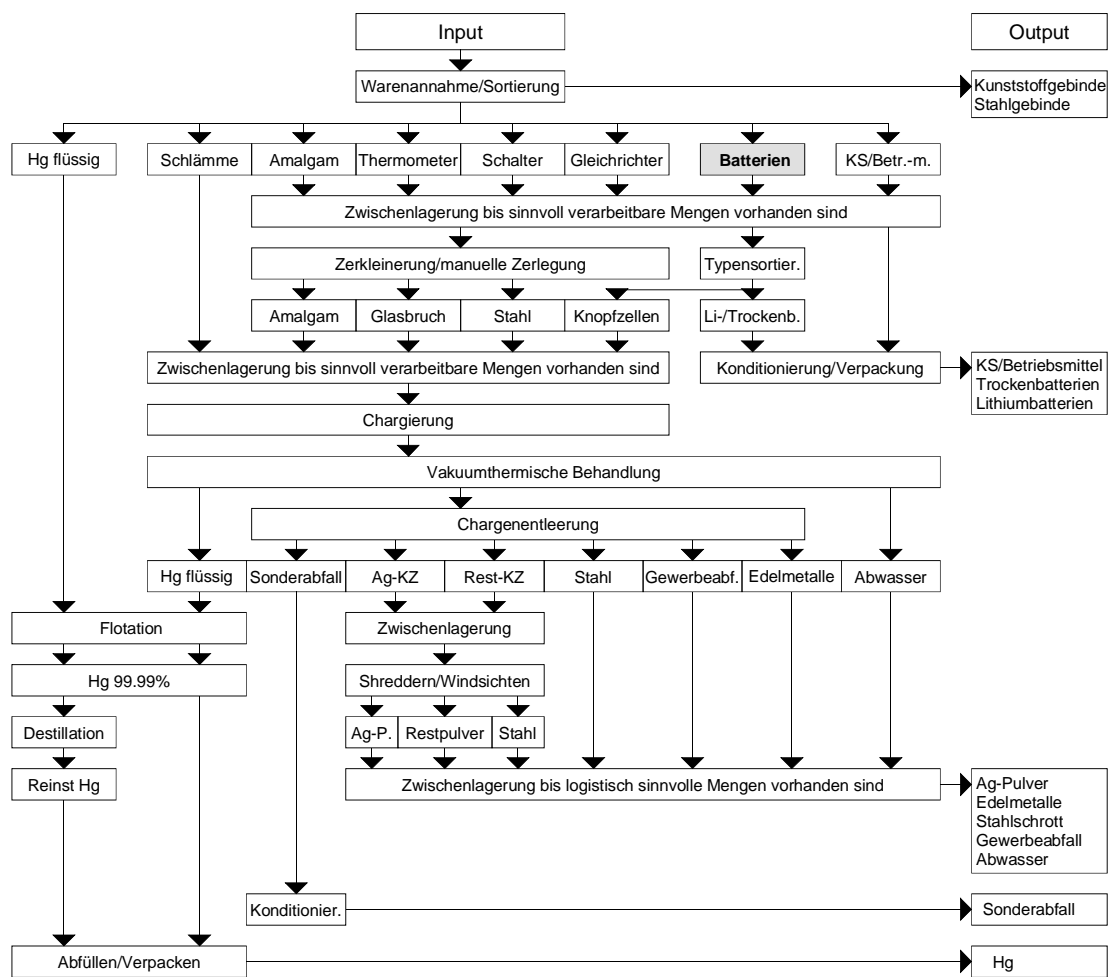 Input
Output
Warenannahme/Sortierung
Kunststoffgebinde
Stahlgebinde
Hg flüssig
Schlämme
Amalgam
Thermometer
Schalter
Gleichrichter
Batterien
KS/Betr.-m.
Zwischenlagerung bis sinnvoll verarbeitbare Mengen vorhanden sind
Zerkleinerung/manuelle Zerlegung
Typensortier.
Amalgam
Glasbruch
Stahl
Knopfzellen
Li-/Trockenb.
Zwischenlagerung bis sinnvoll verarbeitbare Mengen vorhanden sind
Konditionierung/Verpackung
KS/Betriebsmittel
Trockenbatterien
Lithiumbatterien
Chargierung
Vakuumthermische Behandlung
Chargenentleerung
Hg flüssig
Sonderabfall
Ag-KZ
Rest-KZ
Stahl
Gewerbeabf.
Edelmetalle
Abwasser
Flotation
Zwischenlagerung
Hg 99.99%
Shreddern/Windsichten
Destillation
Ag-P.
Restpulver
Stahl
Reinst Hg
Zwischenlagerung bis logistisch sinnvolle Mengen vorhanden sind
Ag-Pulver
Edelmetalle
Stahlschrott
Gewerbeabfall
Abwasser
Konditionier.
Sonderabfall
Abfüllen/Verpacken
Hg